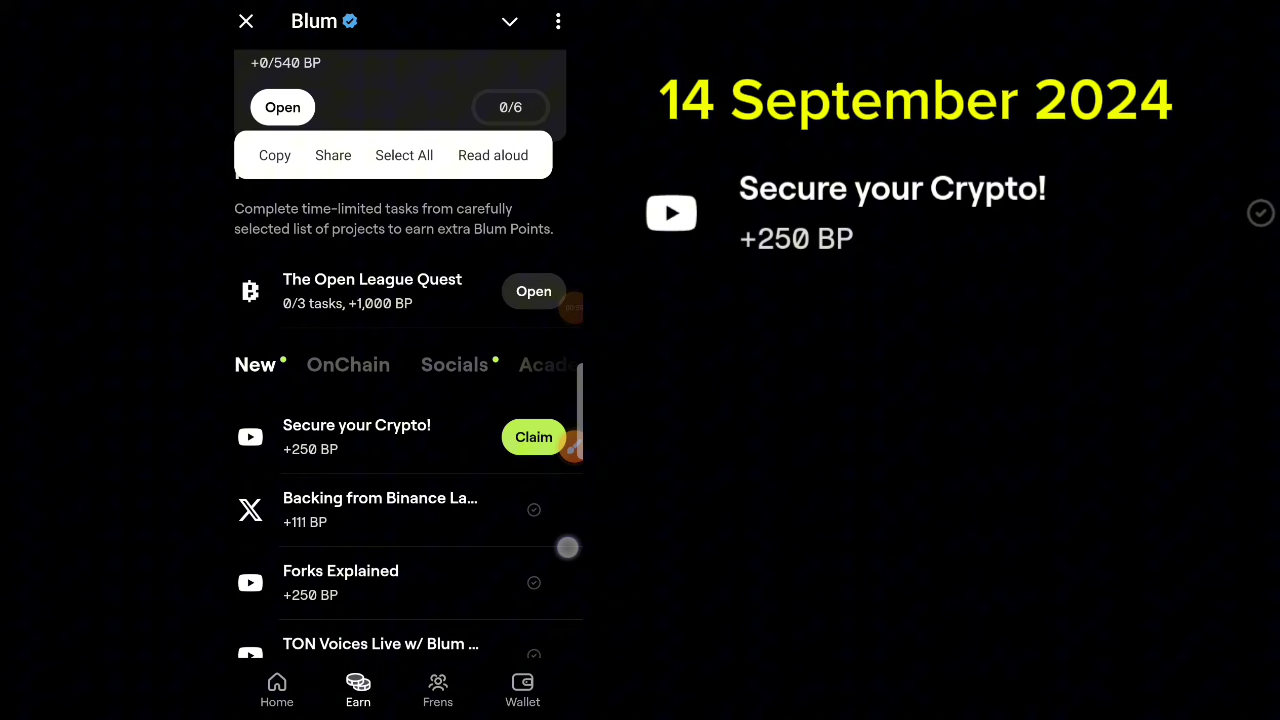 Blum
+0/540 BP
Open
0/6
Copy Share Select All Read aloud
Complete time-limited tasks from carefully
selected list of projects to earn extra Blum Points.
The Open League Quest
0/3 tasks, +1,000 BP
Open
New OnChain Socials Acade
Secure your Crypto!
+250 BP
Claim
Backing from Binance La...
+111 BP
Forks Explained
+250 BP
TON Voices Live w/ Blum ...
Home Earn Frens Wallet
14 September 2024
Secure your Crypto!
+250 BP